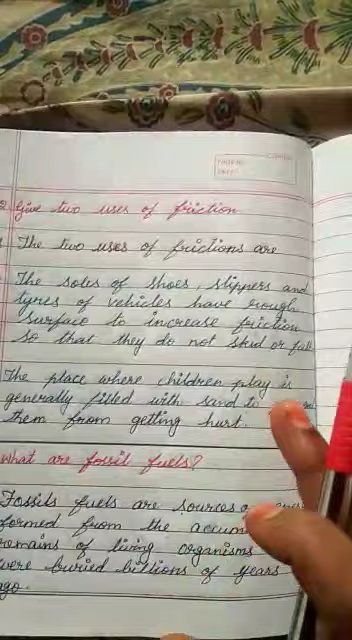 Give two uses of friction
The two uses of frictions are
The soles of shoes, slippers and
tyres of vehicles have rough
surface to increase friction
so that they do not skid or fall
The place where children play is
generally filled with sand to
them from getting hurt.
What are fossil fuels?
Fossils fuels are sources
formed from the
remains of living organisms
were buried billions of years
ago.